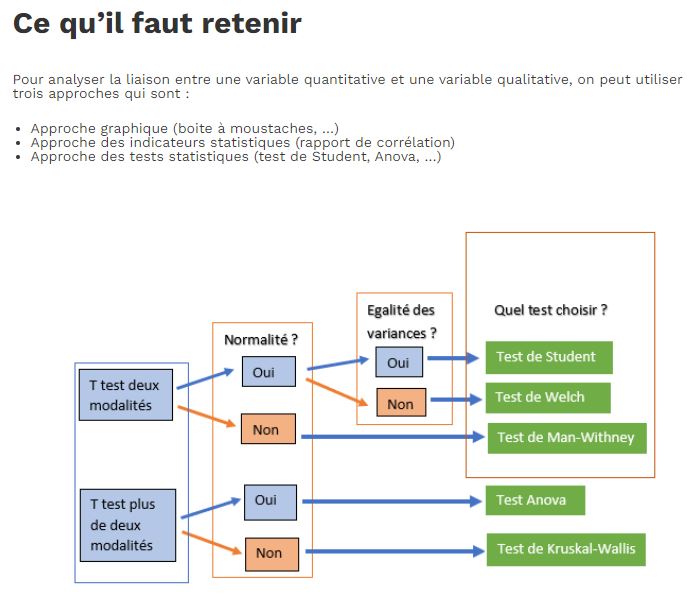 Ce qu’il faut retenir
Pour analyser la liaison entre une variable quantitative et une variable qualitative, on peut utiliser
trois approches qui sont :
• Approche graphique (boite à moustaches, …)
• Approche des indicateurs statistiques (rapport de corrélation)
• Approche des tests statistiques (test de Student, Anova, …)
Egalité des
variances ?
Quel test choisir ?
Normalité ?
Oui
Test de Student
T test deux
modalités
Oui
Non
Test de Welch
Non
Test de Man-Withney
T test plus
de deux
modalités
Oui
Test Anova
Non
Test de Kruskal-Wallis